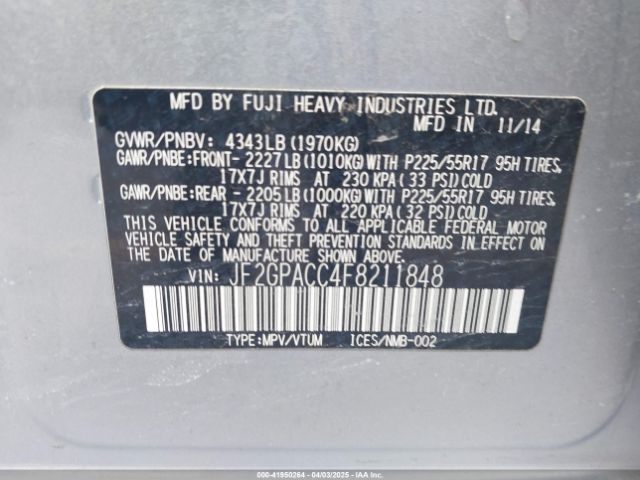 MFD BY FUJI HEAVY INDUSTRIES LTD.
MFD IN 11/14
GVWR/PNBV: 4343LB (1970KG)
GAWR/PNBE:FRONT- 2227LB (1010KG) WITH P225/55R17 95H TIRES,
17X7J RIMS AT 230 KPA( 33 PSI) COLD
GAWR/PNBE:REAR - 2205LB (1000KG) WITH P225/55R17 95H TIRES,
17X7J RIMS AT 220 KPA( 32 PSI) COLD
THIS VEHICLE CONFORMS TO ALL APPLICABLE FEDERAL MOTOR
VEHICLE SAFETY AND THEFT PREVENTION STANDARDS IN EFFECT ON
THE DATE OF MANUFACTURE SHOWN ABOVE.
VIN: JF2GPACC4F8211848
TYPE:MPV/VTUM ICES/NMB-002
000-41950264 - 04/03/2025 - COPYRIGHT IAA, LLC.